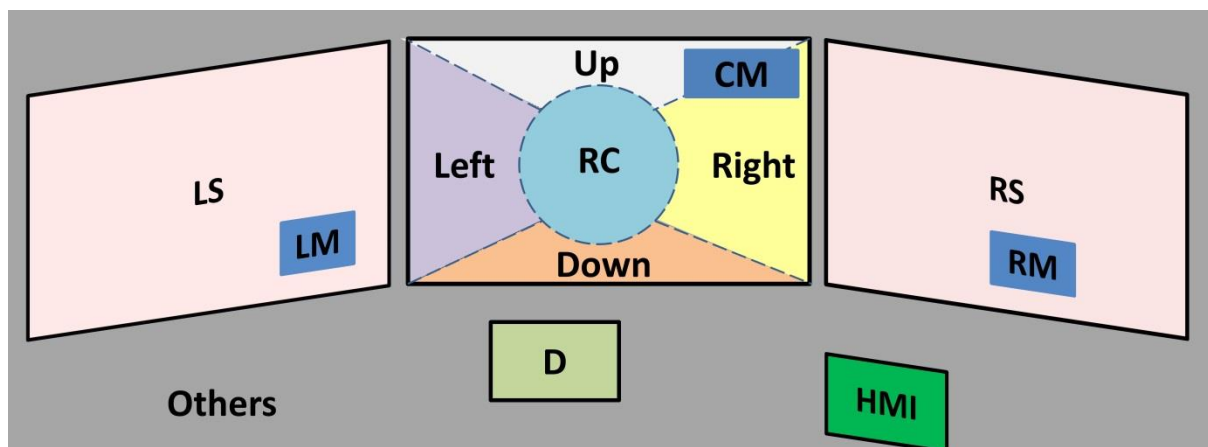 Up
CM
Left
RC
Right
LS
RS
LM
RM
Down
D
Others
HMI